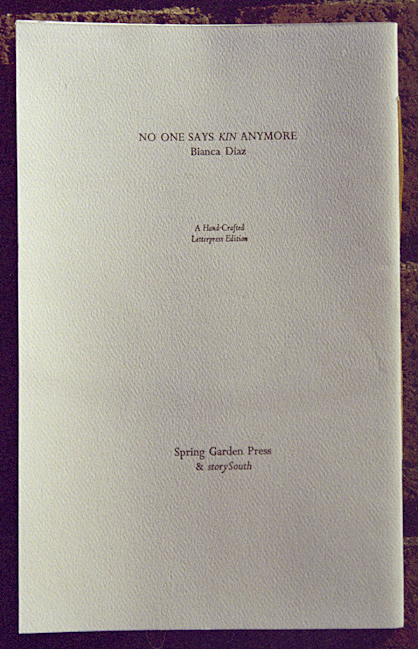 NO ONE SAYS KIN ANYMORE
Bianca Diaz
A Hand-Crafted
Letterpress Edition
Spring Garden Press
& storySouth